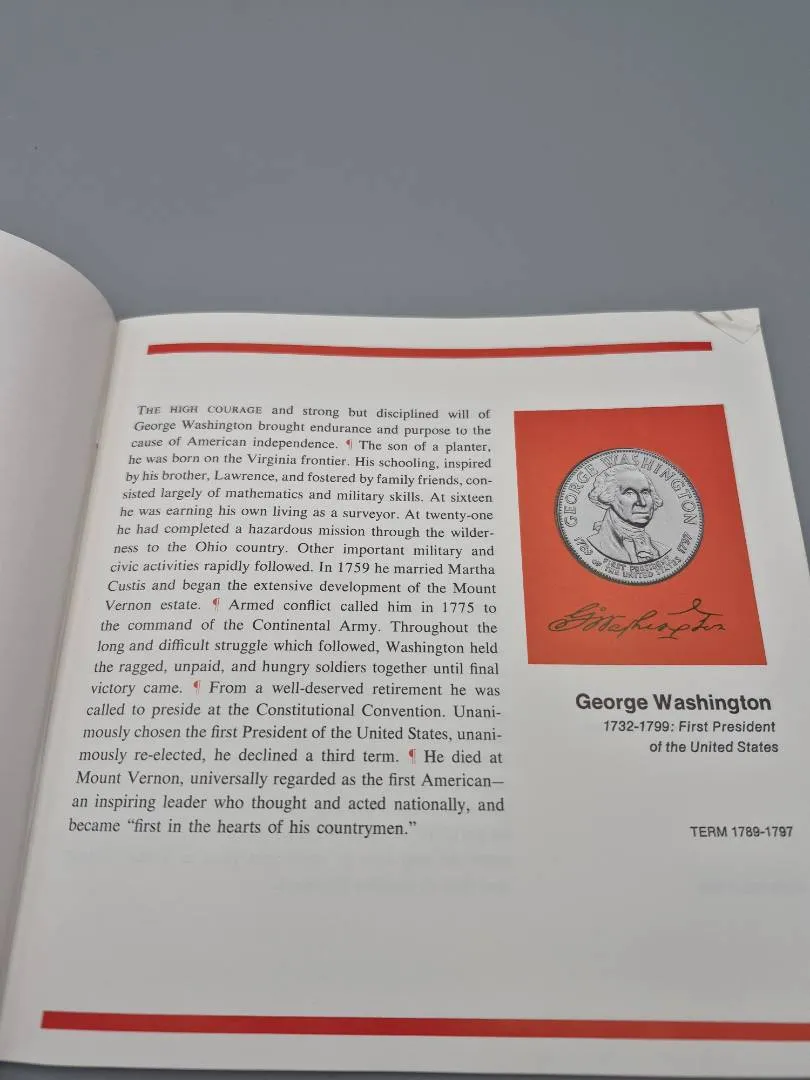 THE HIGH COURAGE and strong but disciplined will of
George Washington brought endurance and purpose to the
cause of American independence. ¶ The son of a planter,
he was born on the Virginia frontier. His schooling, inspired
by his brother, Lawrence, and fostered by family friends, con-
sisted largely of mathematics and military skills. At sixteen
he was earning his own living as a surveyor. At twenty-one
he had completed a hazardous mission through the wilder-
ness to the Ohio country. Other important military and
civic activities rapidly followed. In 1759 he married Martha
Custis and began the extensive development of the Mount
Vernon estate. ¶ Armed conflict called him in 1775 to
the command of the Continental Army. Throughout the
long and difficult struggle which followed, Washington held
the ragged, unpaid, and hungry soldiers together until final
victory came. ¶ From a well-deserved retirement he was
called to preside at the Constitutional Convention. Unani-
mously chosen the first President of the United States, unani-
mously re-elected, he declined a third term. ¶ He died at
Mount Vernon, universally regarded as the first American—
an inspiring leader who thought and acted nationally, and
became “first in the hearts of his countrymen.”
GEORGE WASHINGTON
1789 1797
FIRST PRESIDENT
OF THE UNITED STATES
G Washington
George Washington
1732-1799: First President
of the United States
TERM 1789-1797